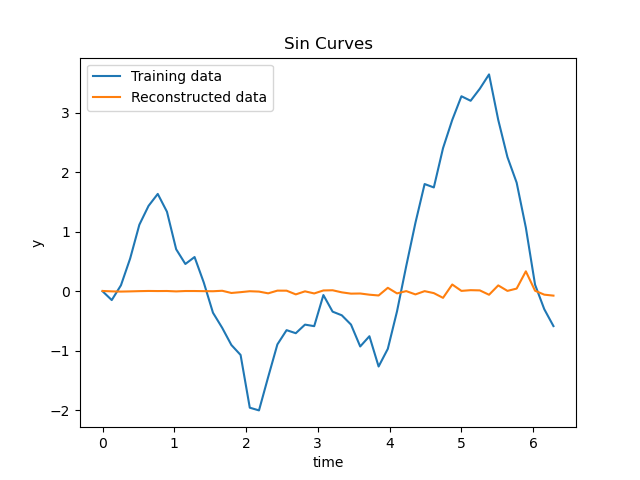 Sin Curves
Training data
Reconstructed data
y
3
2
1
0
−1
−2
0 1 2 3 4 5 6
time